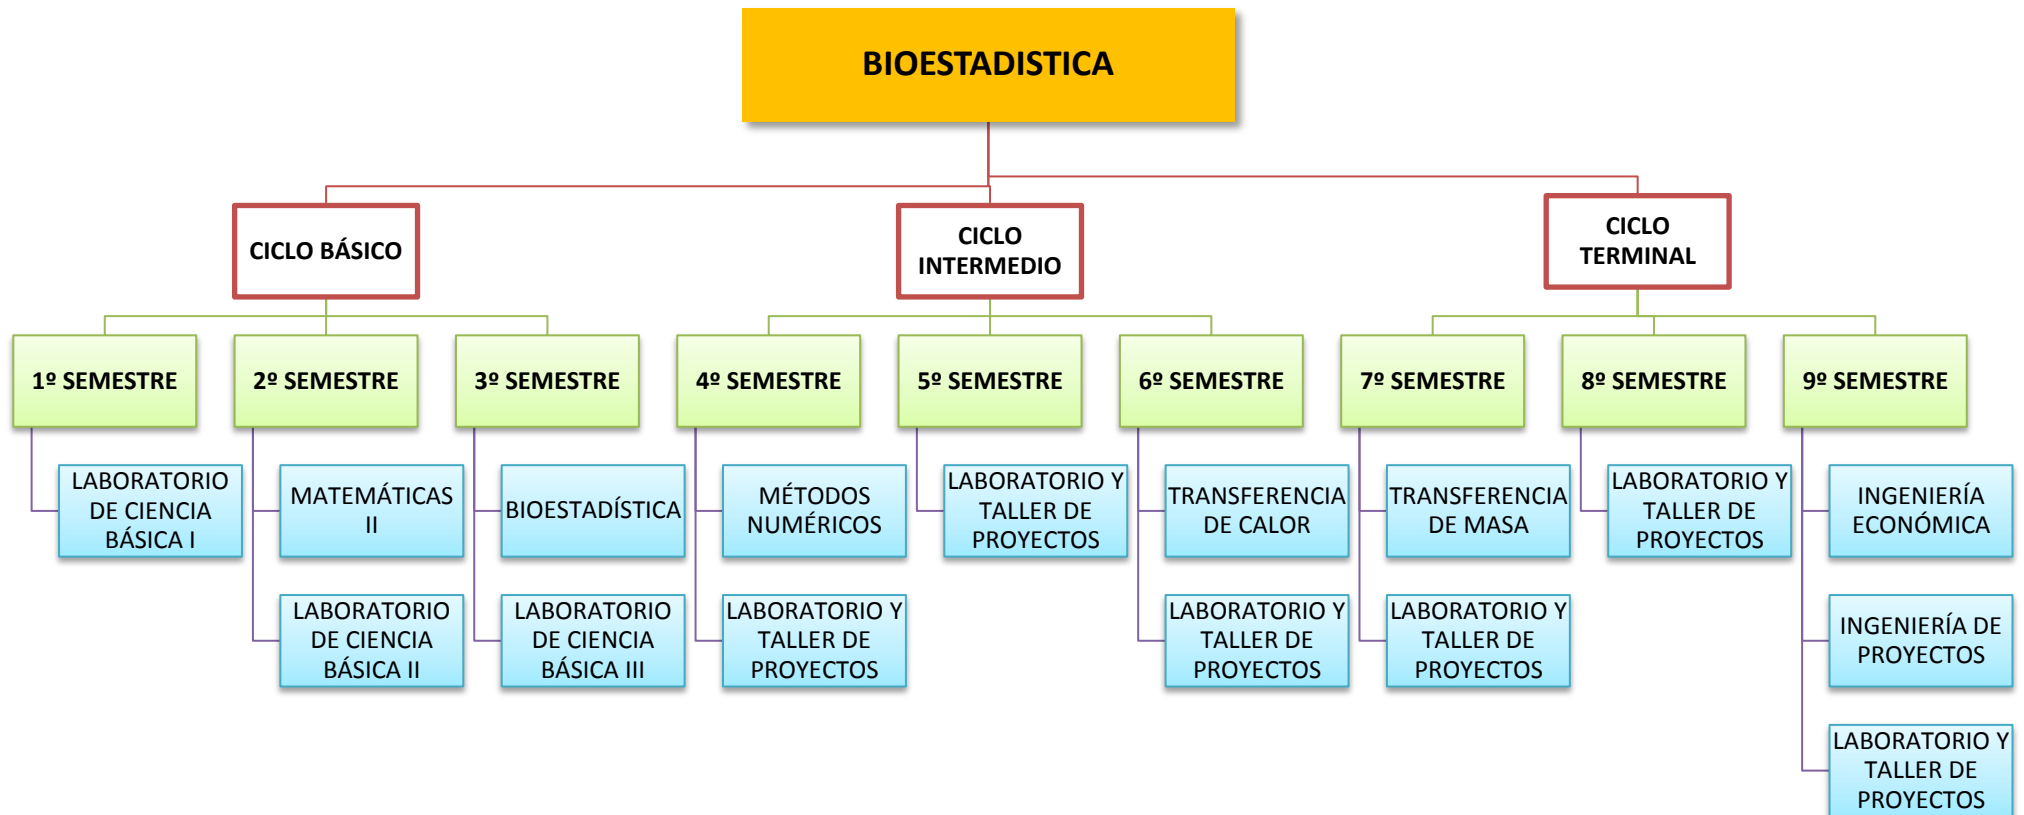 BIOESTADISTICA
CICLO BÁSICO
CICLO
INTERMEDIO
CICLO
TERMINAL
1º SEMESTRE
2º SEMESTRE
3º SEMESTRE
4º SEMESTRE
5º SEMESTRE
6º SEMESTRE
7º SEMESTRE
8º SEMESTRE
9º SEMESTRE
LABORATORIO
DE CIENCIA
BÁSICA I
MATEMÁTICAS
II
BIOESTADÍSTICA
MÉTODOS
NUMÉRICOS
LABORATORIO Y
TALLER DE
PROYECTOS
TRANSFERENCIA
DE CALOR
TRANSFERENCIA
DE MASA
LABORATORIO Y
TALLER DE
PROYECTOS
INGENIERÍA
ECONÓMICA
LABORATORIO
DE CIENCIA
BÁSICA II
LABORATORIO
DE CIENCIA
BÁSICA III
LABORATORIO Y
TALLER DE
PROYECTOS
LABORATORIO Y
TALLER DE
PROYECTOS
LABORATORIO Y
TALLER DE
PROYECTOS
INGENIERÍA DE
PROYECTOS
LABORATORIO Y
TALLER DE
PROYECTOS